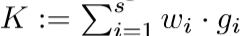 K := ∑_{i=1}^{s^-} w_i · g_i